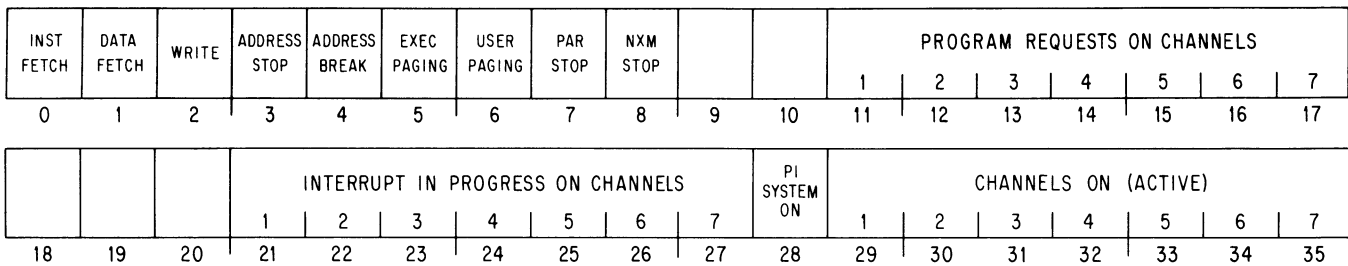 INST FETCH DATA FETCH WRITE ADDRESS STOP ADDRESS BREAK EXEC PAGING USER PAGING PAR STOP NXM STOP PROGRAM REQUESTS ON CHANNELS
1 2 3 4 5 6 7
0 1 2 3 4 5 6 7 8 9 10 11 12 13 14 15 16 17
INTERRUPT IN PROGRESS ON CHANNELS PI SYSTEM ON CHANNELS ON (ACTIVE)
1 2 3 4 5 6 7 1 2 3 4 5 6 7
18 19 20 21 22 23 24 25 26 27 28 29 30 31 32 33 34 35